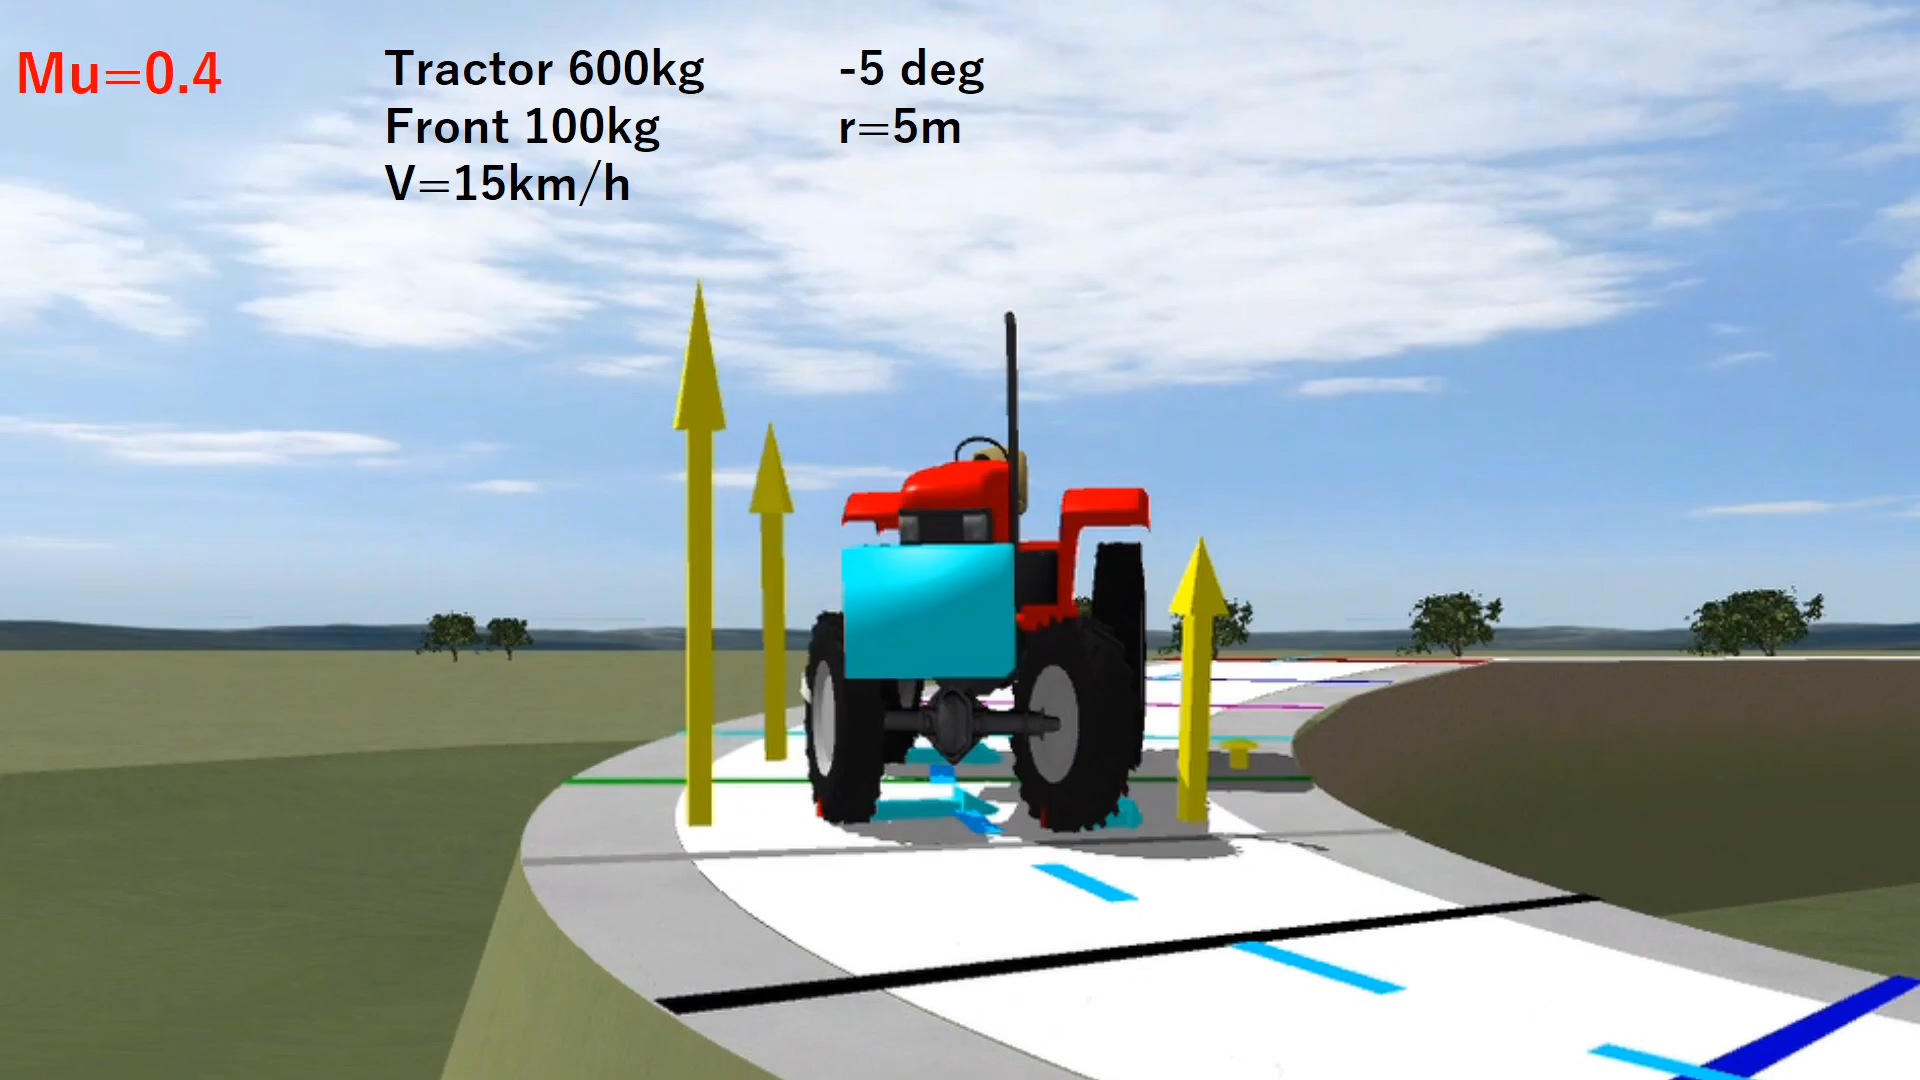 Mu=0.4
Tractor 600kg
Front 100kg
V=15km/h
-5 deg
r=5m